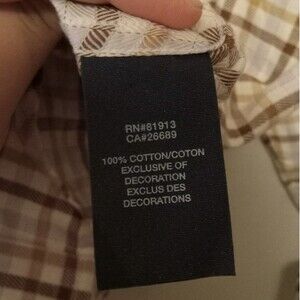 RN#61913
CA#26689
100% COTTON/COTON
EXCLUSIVE OF
DECORATION
EXCLUS DES
DECORATIONS